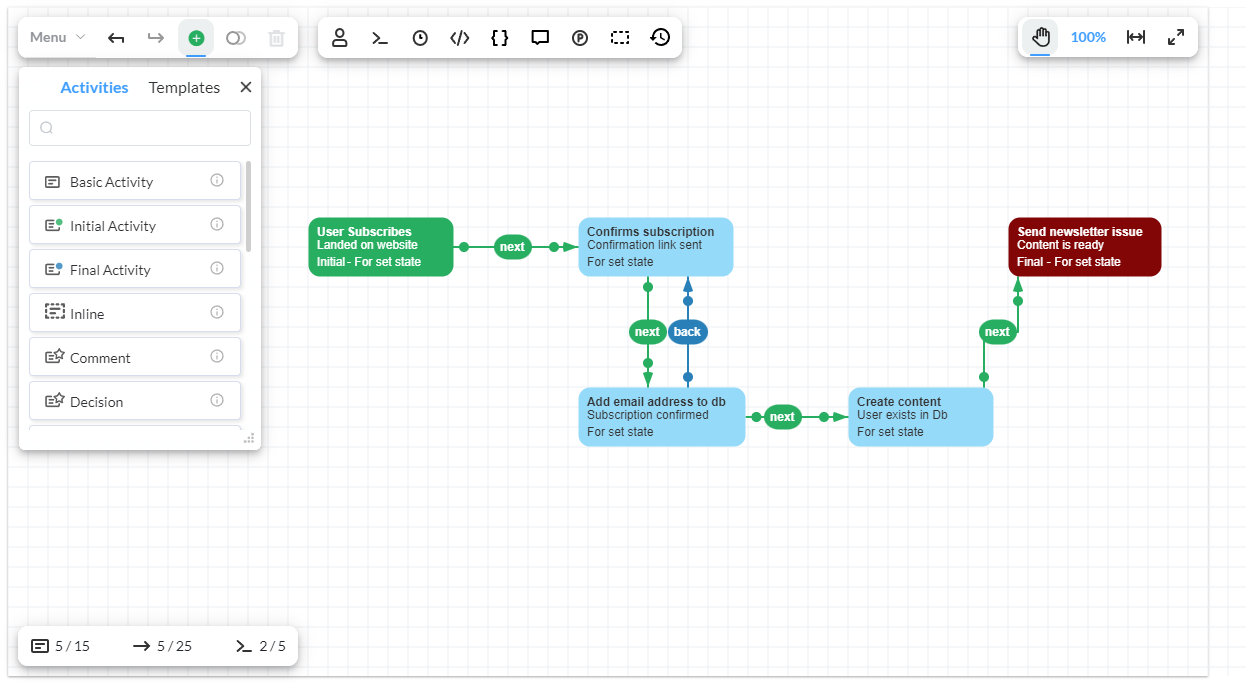 Menu
100%
Activities
Templates
Basic Activity
Initial Activity
Final Activity
Inline
Comment
Decision
User Subscribes
Landed on website
Initial - For set state
next
Confirms subscription
Confirmation link sent
For set state
next
back
Add email address to db
Subscription confirmed
For set state
next
Create content
User exists in Db
For set state
next
Send newsletter issue
Content is ready
Final - For set state
5 / 15
5 / 25
2 / 5